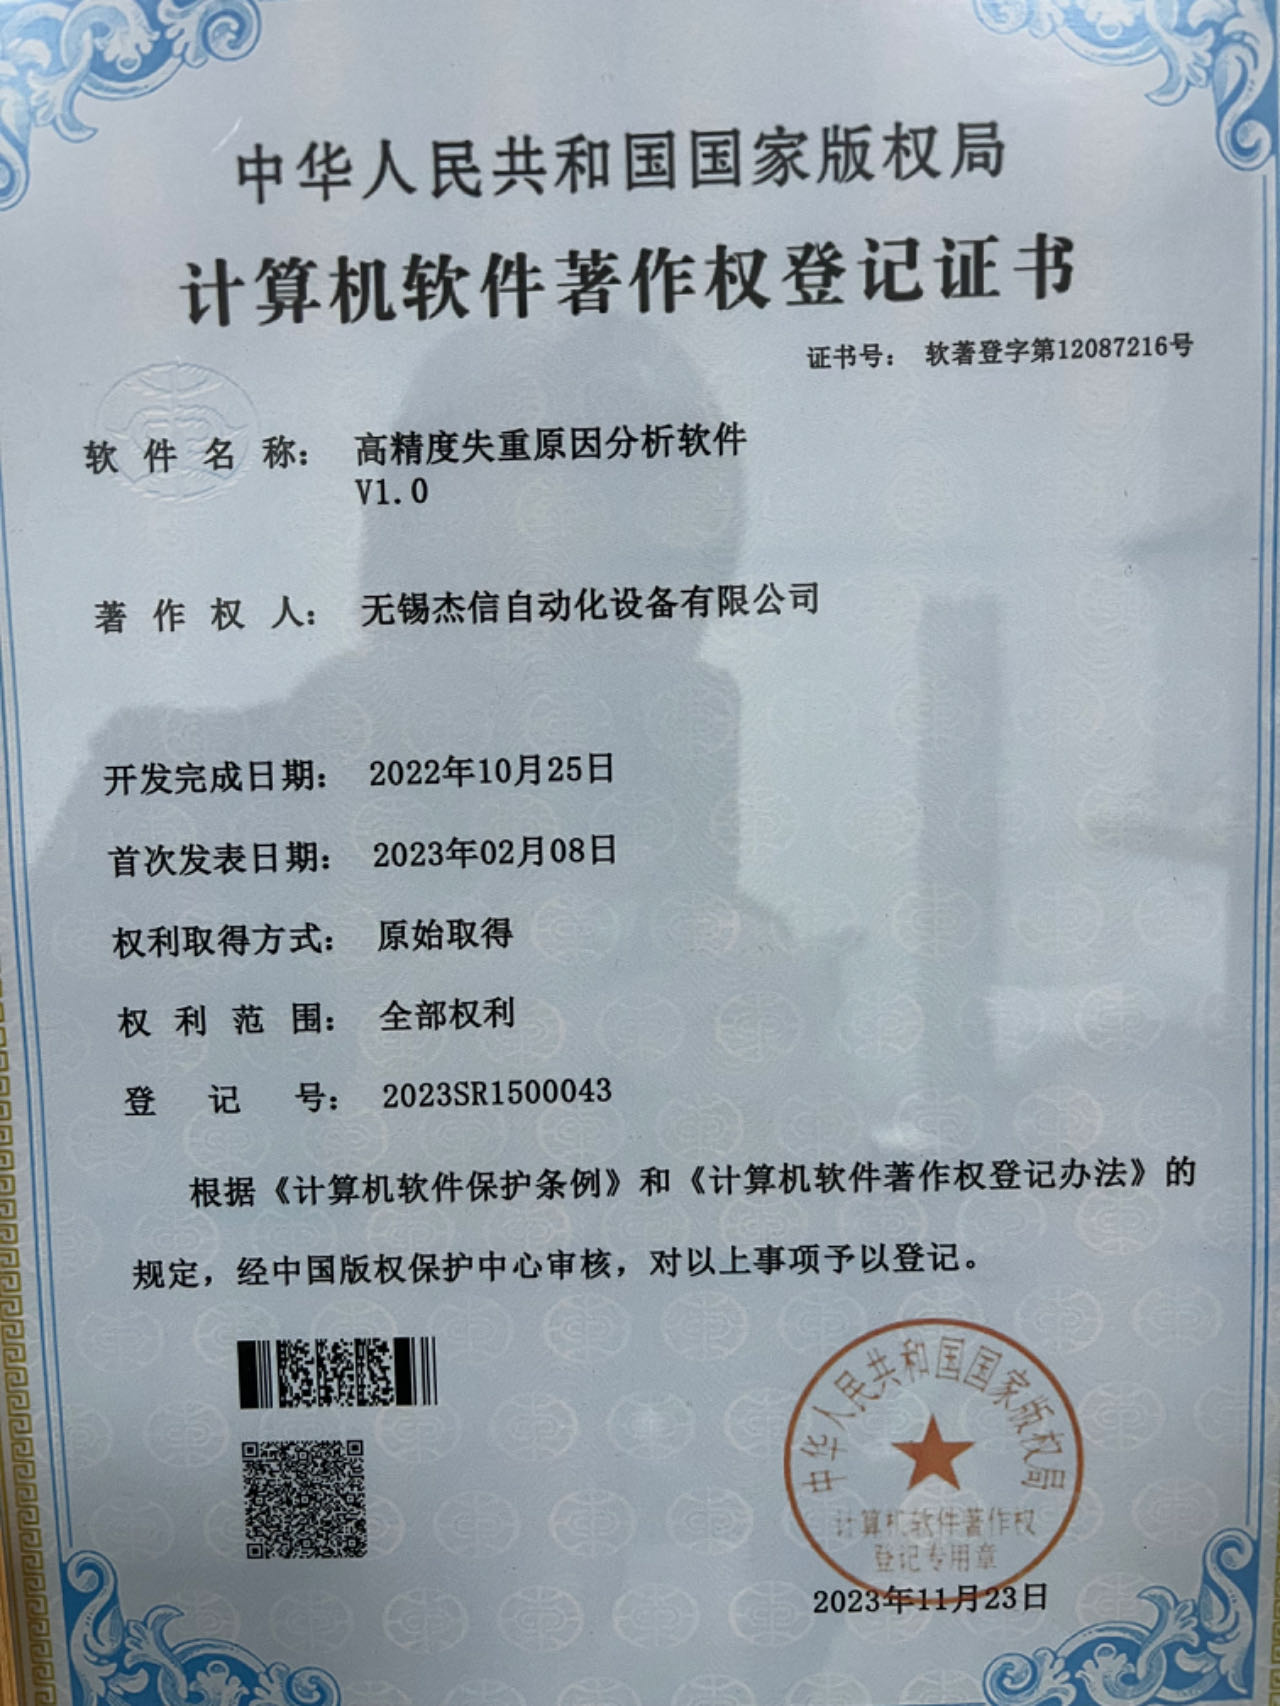 中华人民共和国国家版权局
计算机软件著作权登记证书
证书号： 软著登字第12087216号
软件名称： 高精度失重原因分析软件
V1.0
著作权人： 无锡杰信自动化设备有限公司
开发完成日期： 2022年10月25日
首次发表日期： 2023年02月08日
权利取得方式： 原始取得
权利范围： 全部权利
登记号： 2023SR1500043
根据《计算机软件保护条例》和《计算机软件著作权登记办法》的
规定，经中国版权保护中心审核，对以上事项予以登记。
中华人民共和国国家版权局
计算机软件著作权
登记专用章
2023年11月23日